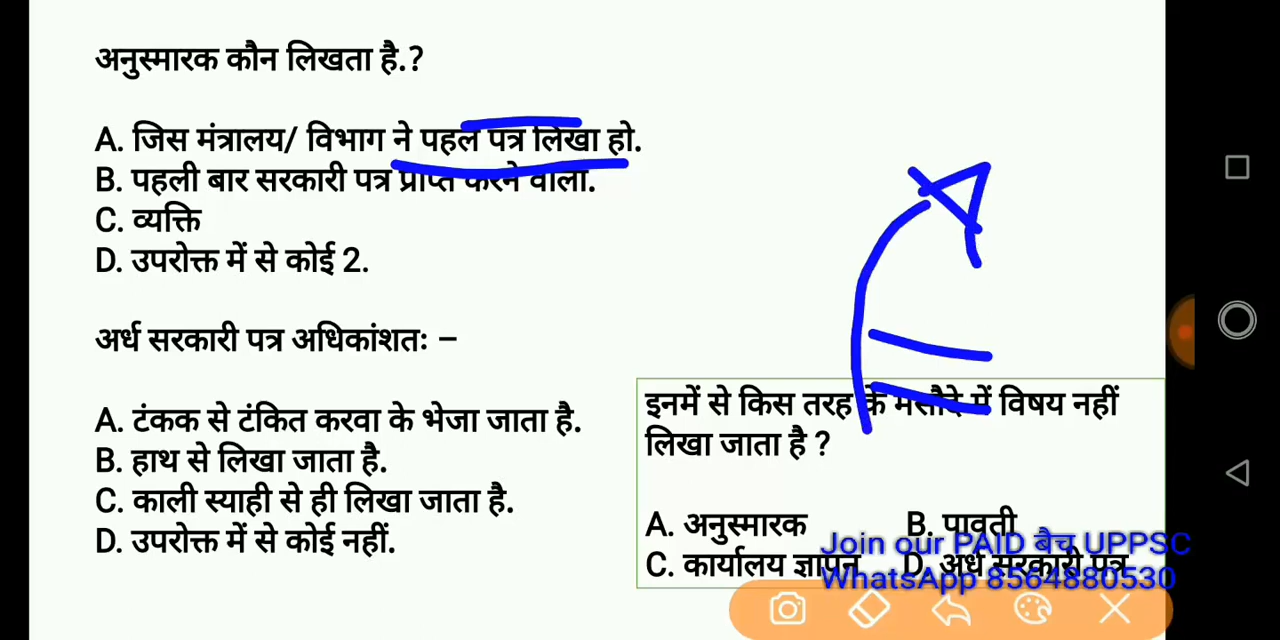 अनुस्मारक कौन लिखता है.?
A. जिस मंत्रालय/ विभाग ने पहल पत्र लिखा हो.
B. पहली बार सरकारी पत्र प्राप्त करने वाला.
C. व्यक्ति
D. उपरोक्त में से कोई 2.
अर्ध सरकारी पत्र अधिकांशतः –
A. टंकक से टंकित करवा के भेजा जाता है.
B. हाथ से लिखा जाता है.
C. काली स्याही से ही लिखा जाता है.
D. उपरोक्त में से कोई नहीं.
इनमें से किस तरह के मसौदे में विषय नहीं
लिखा जाता है ?
A. अनुस्मारक B. पावती
C. कार्यालय ज्ञापन D. अर्ध सरकारी पत्र
Join our PAID बैच UPPSC
WhatsApp 8564880530